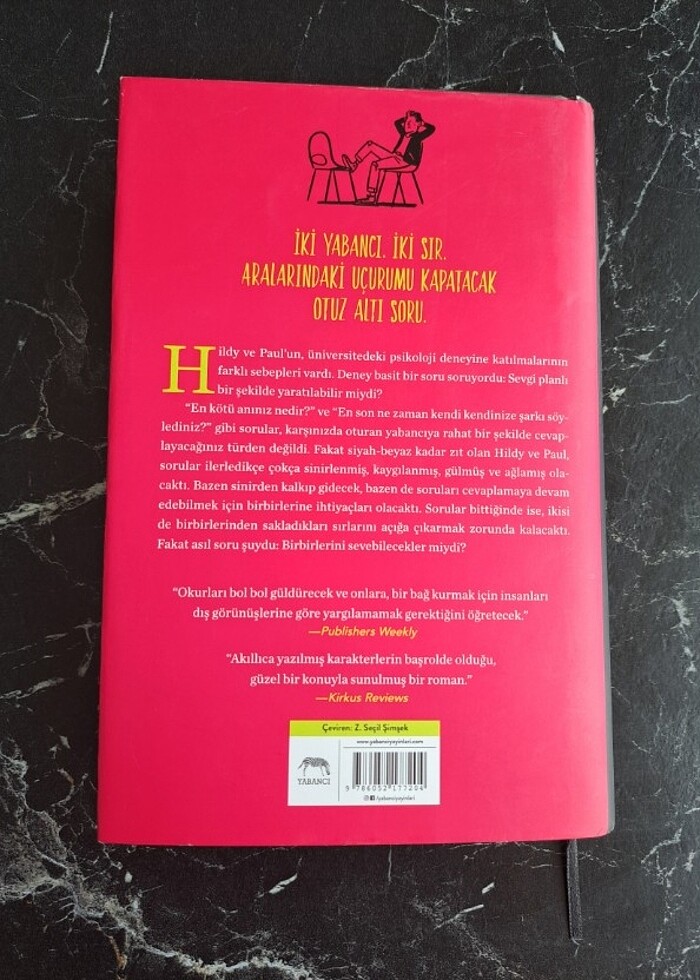 İKİ YABANCI. İKİ SIR.
ARALARINDAKİ UÇURUMU KAPATACAK
OTUZ ALTI SORU.
Hildy ve Paul'un, üniversitedeki psikoloji deneyine katılmalarının
farklı sebepleri vardı. Deney basit bir soru soruyordu: Sevgi planlı
bir şekilde yaratılabilir miydi?
“En kötü anınız nedir?” ve “En son ne zaman kendi kendinize şarkı söy-
lediniz?” gibi sorular, karşınızda oturan yabancıya rahat bir şekilde cevap-
layacağınız türden değildi. Fakat siyah-beyaz kadar zıt olan Hildy ve Paul,
sorular ilerledikçe çokça sinirlenmiş, kaygılanmış, gülmüş ve ağlamış ola-
caktı. Bazen sinirden kalkıp gidecek, bazen de soruları cevaplamaya devam
edebilmek için birbirlerine ihtiyaçları olacaktı. Sorular bittiğinde ise, ikisi
de birbirlerinden sakladıkları sırlarını açığa çıkarmak zorunda kalacaktı.
Fakat asıl soru şuydu: Birbirlerini sevebilecekler miydi?
“Okurları bol bol güldürecek ve onlara, bir bağ kurmak için insanları
dış görünüşlerine göre yargılamamak gerektiğini öğretecek.”
—Publishers Weekly
“Akıllıca yazılmış karakterlerin başrolde olduğu,
güzel bir konuyla sunulmuş bir roman.”
—Kirkus Reviews
Çeviren: Z. Seçil Şimşek
www.yabanciyayinlari.com
YABANCI
9 786052 177204
/yabanciyayinlari